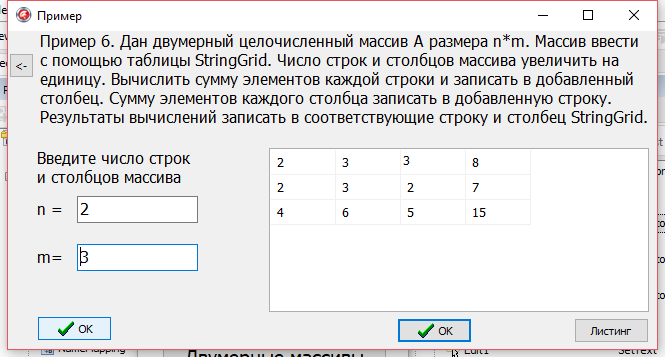 Пример
Пример 6. Дан двумерный целочисленный массив A размера n*m. Массив ввести
с помощью таблицы StringGrid. Число строк и столбцов массива увеличить на
<-
единицу. Вычислить сумму элементов каждой строки и записать в добавленный
столбец. Сумму элементов каждого столбца записать в добавленную строку.
Результаты вычислений записать в соответствующие строку и столбец StringGrid.
Введите число строк
и столбцов массива
n = 2
m= 3
2 3 3 8
2 3 2 7
4 6 5 15
OK
OK
Листинг